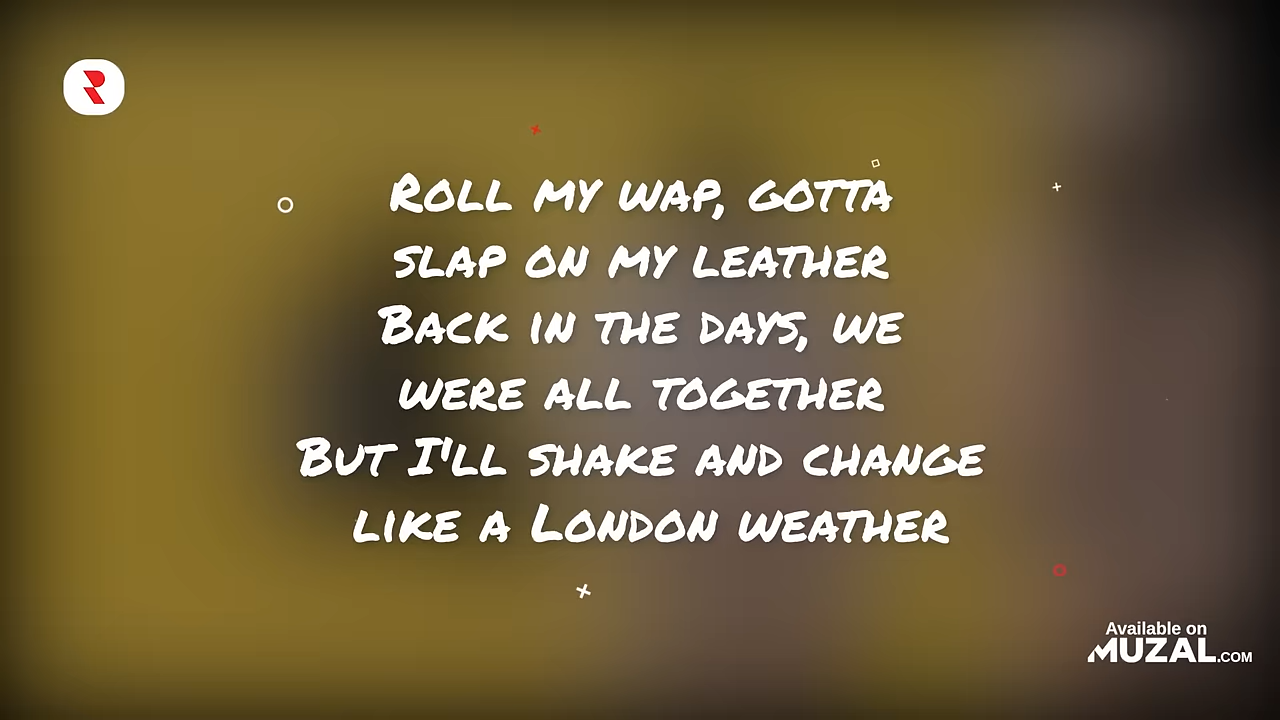 Roll my wap, gotta
slap on my leather
Back in the days, we
were all together
But I'll shake and change
like a London weather
Available on
MUZAL.COM